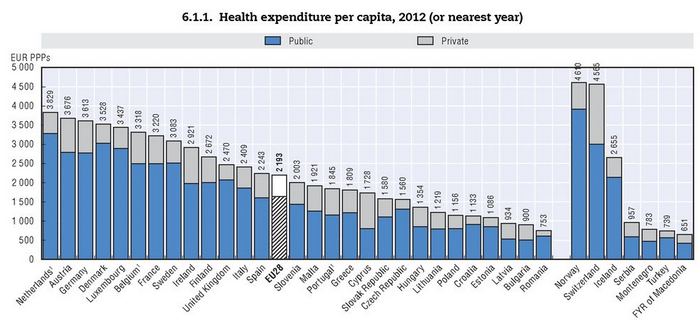 6.1.1. Health expenditure per capita, 2012 (or nearest year)
Public Private
EUR PPPs
5 000
4 500
4 000
3 500
3 000
2 500
2 000
1 500
1 000
500
0
3 829 3 676 3 613 3 528 3 437 3 318 3 220 3 083 2 921 2 672 2 470 2 409 2 243 2 193 2 003 1 921 1 845 1 809 1 728 1 580 1 560 1 354 1 219 1 156 1 133 1 086 934 900 753 4 610 4 565 2 655 957 783 739 651
Netherlands¹
Austria
Germany
Denmark
Luxembourg
Belgium¹
France
Sweden
Ireland
Finland
United Kingdom
Italy
Spain
EU28
Slovenia
Malta
Portugal
Greece
Cyprus
Slovak Republic
Czech Republic
Hungary
Lithuania
Poland
Croatia
Estonia
Latvia
Bulgaria
Romania
Norway
Switzerland
Iceland
Serbia
Montenegro
Turkey
FYR of Macedonia